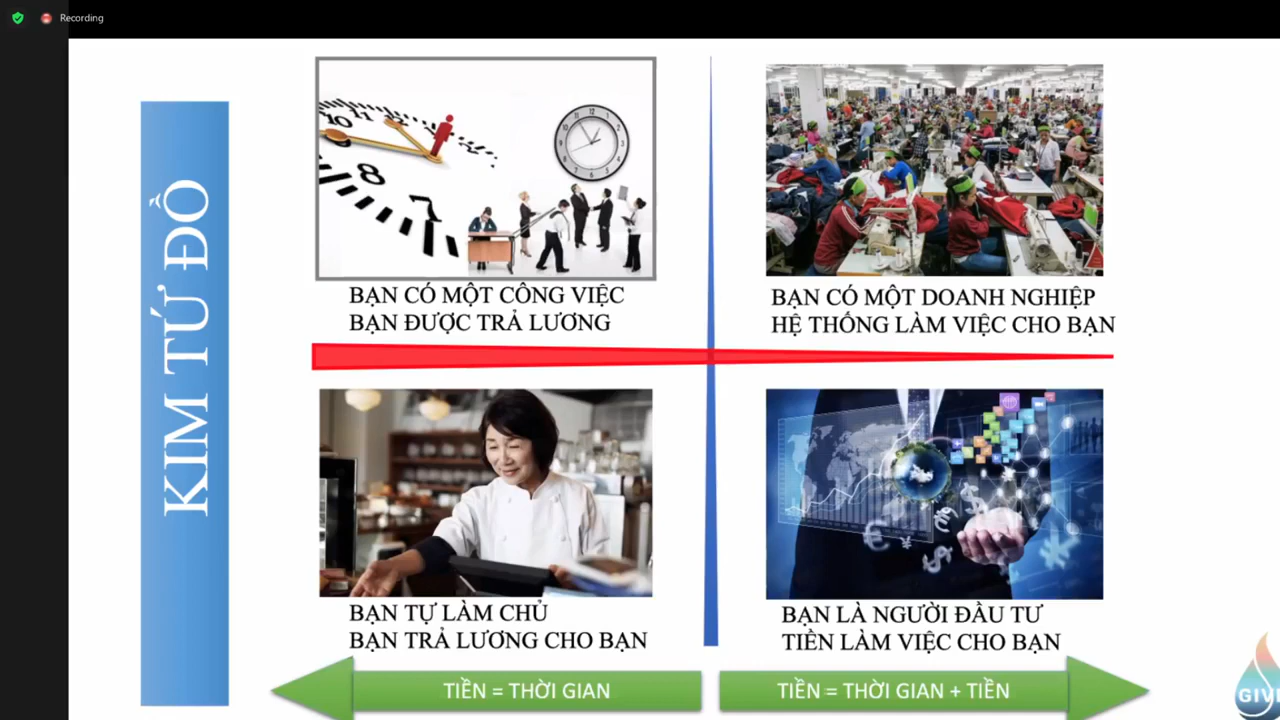 Recording
KIM TỨ ĐỒ
BẠN CÓ MỘT CÔNG VIỆC
BẠN ĐƯỢC TRẢ LƯƠNG
BẠN CÓ MỘT DOANH NGHIỆP
HỆ THỐNG LÀM VIỆC CHO BẠN
BẠN TỰ LÀM CHỦ
BẠN TRẢ LƯƠNG CHO BẠN
BẠN LÀ NGƯỜI ĐẦU TƯ
TIỀN LÀM VIỆC CHO BẠN
TIỀN = THỜI GIAN
TIỀN = THỜI GIAN + TIỀN